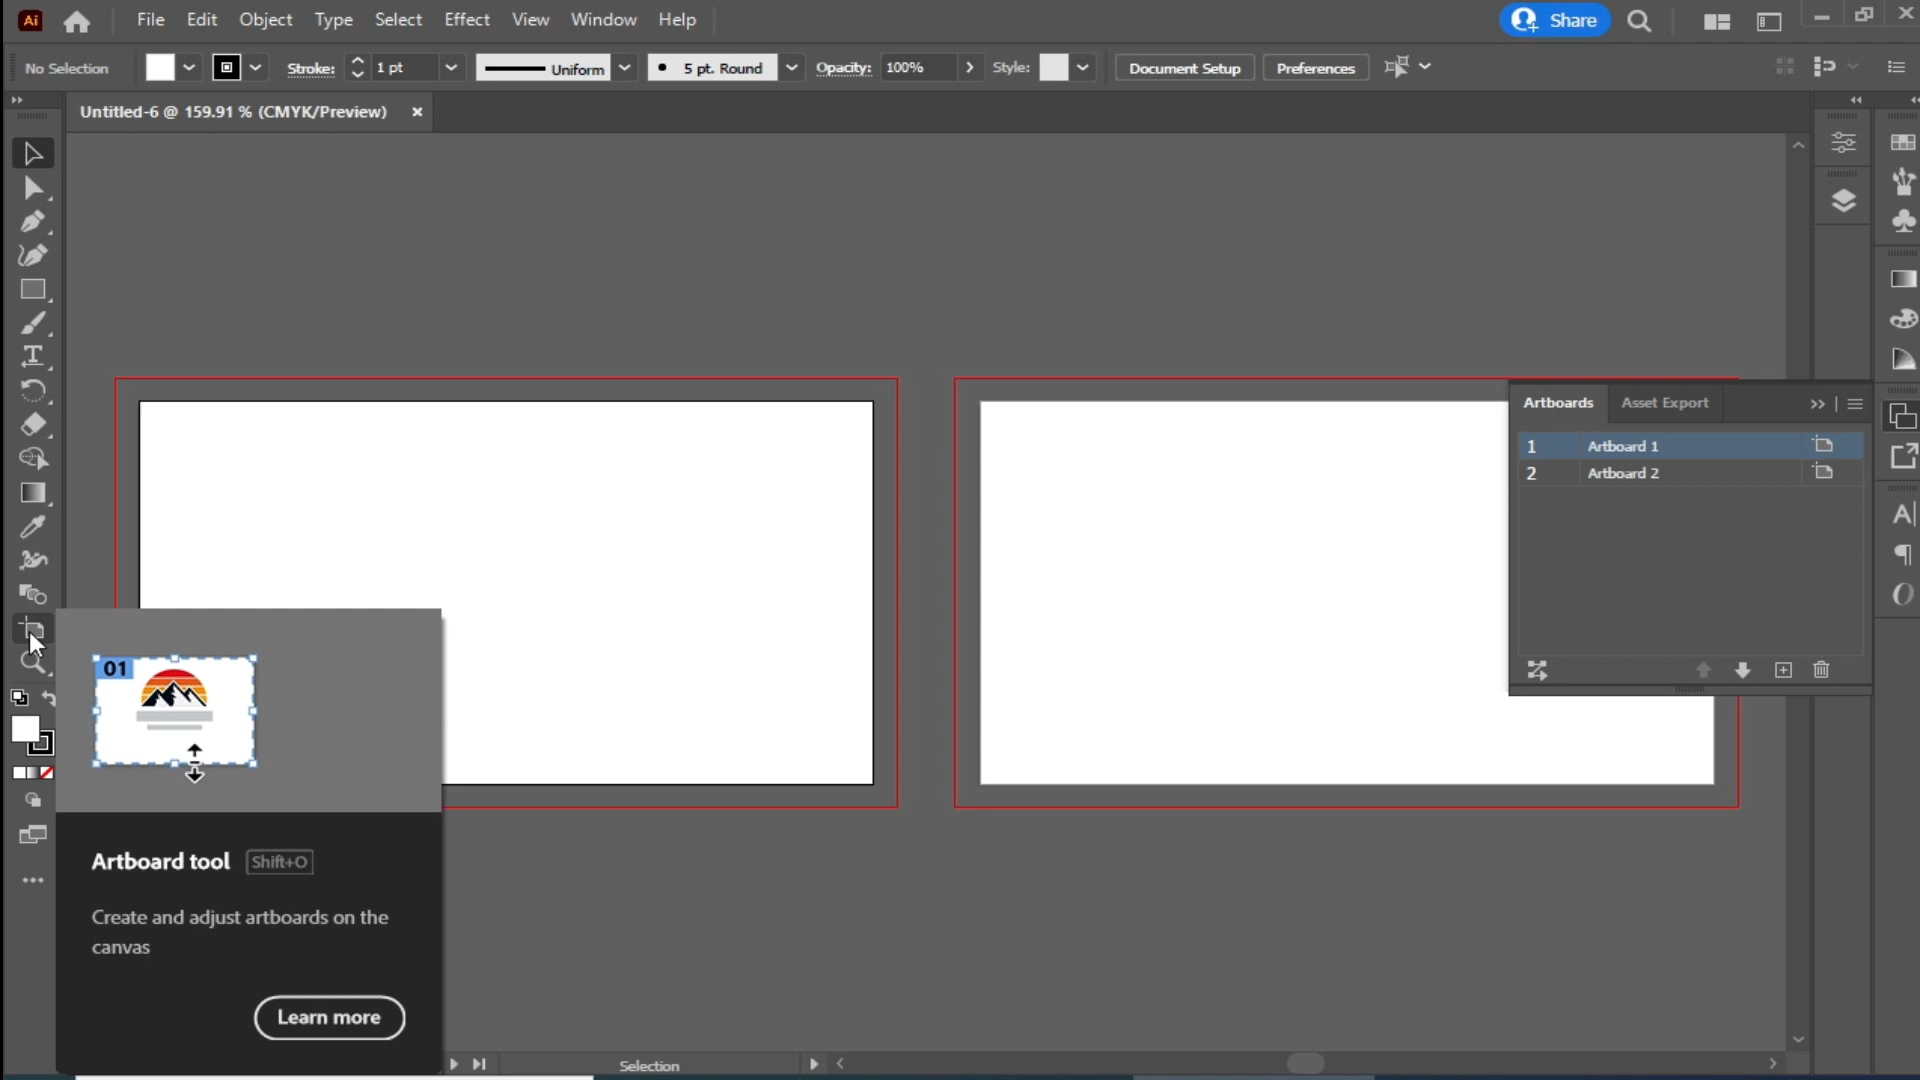 Ai File Edit Object Type Select Effect View Window Help Share
No Selection Stroke: 1 pt Uniform 5 pt. Round Opacity: 100% Style: Document Setup Preferences
Untitled-6 @ 159.91 % (CMYK/Preview)
Artboards Asset Export
1 Artboard 1
2 Artboard 2
01
Artboard tool Shift+O
Create and adjust artboards on the
canvas
Learn more
Selection